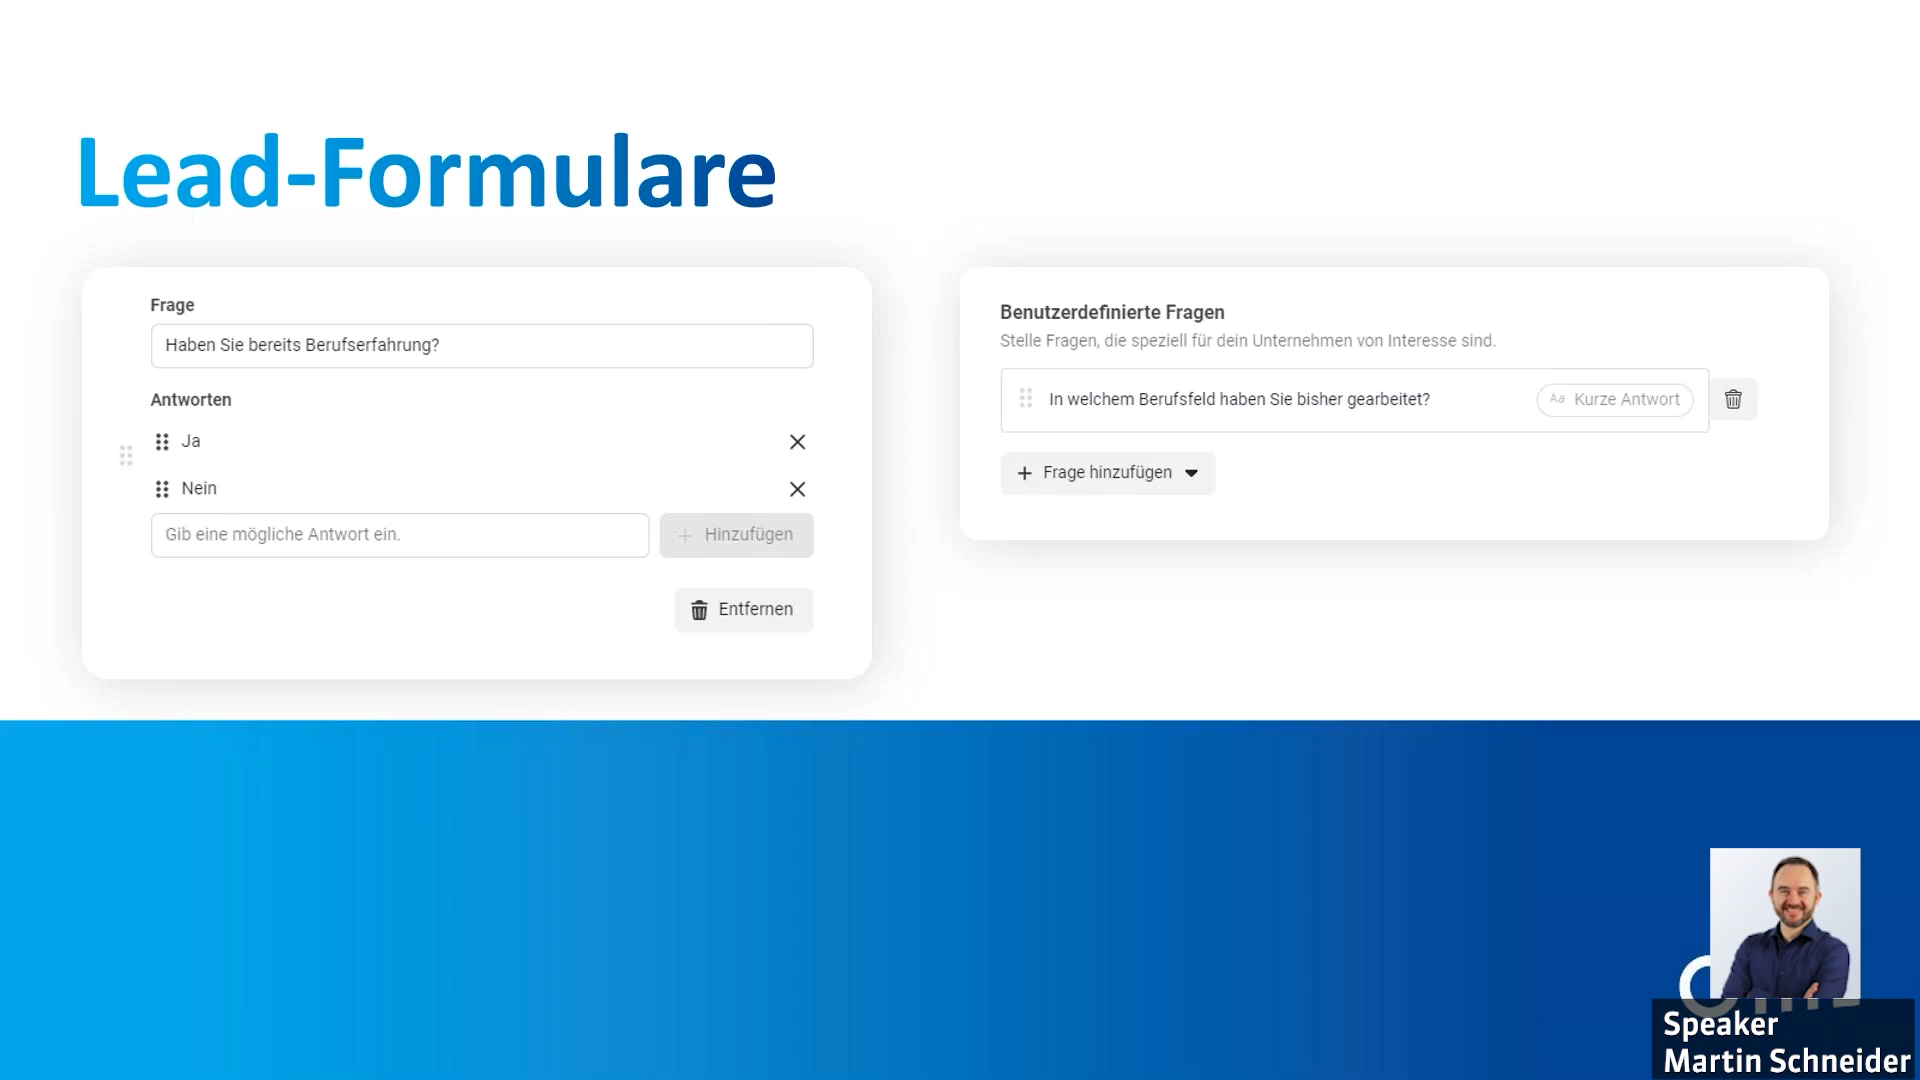 Lead-Formulare
Frage
Haben Sie bereits Berufserfahrung?
Antworten
Ja
Nein
Gib eine mögliche Antwort ein.
+ Hinzufügen
Entfernen
Benutzerdefinierte Fragen
Stelle Fragen, die speziell für dein Unternehmen von Interesse sind.
In welchem Berufsfeld haben Sie bisher gearbeitet?
Aa Kurze Antwort
+ Frage hinzufügen
Speaker
Martin Schneider